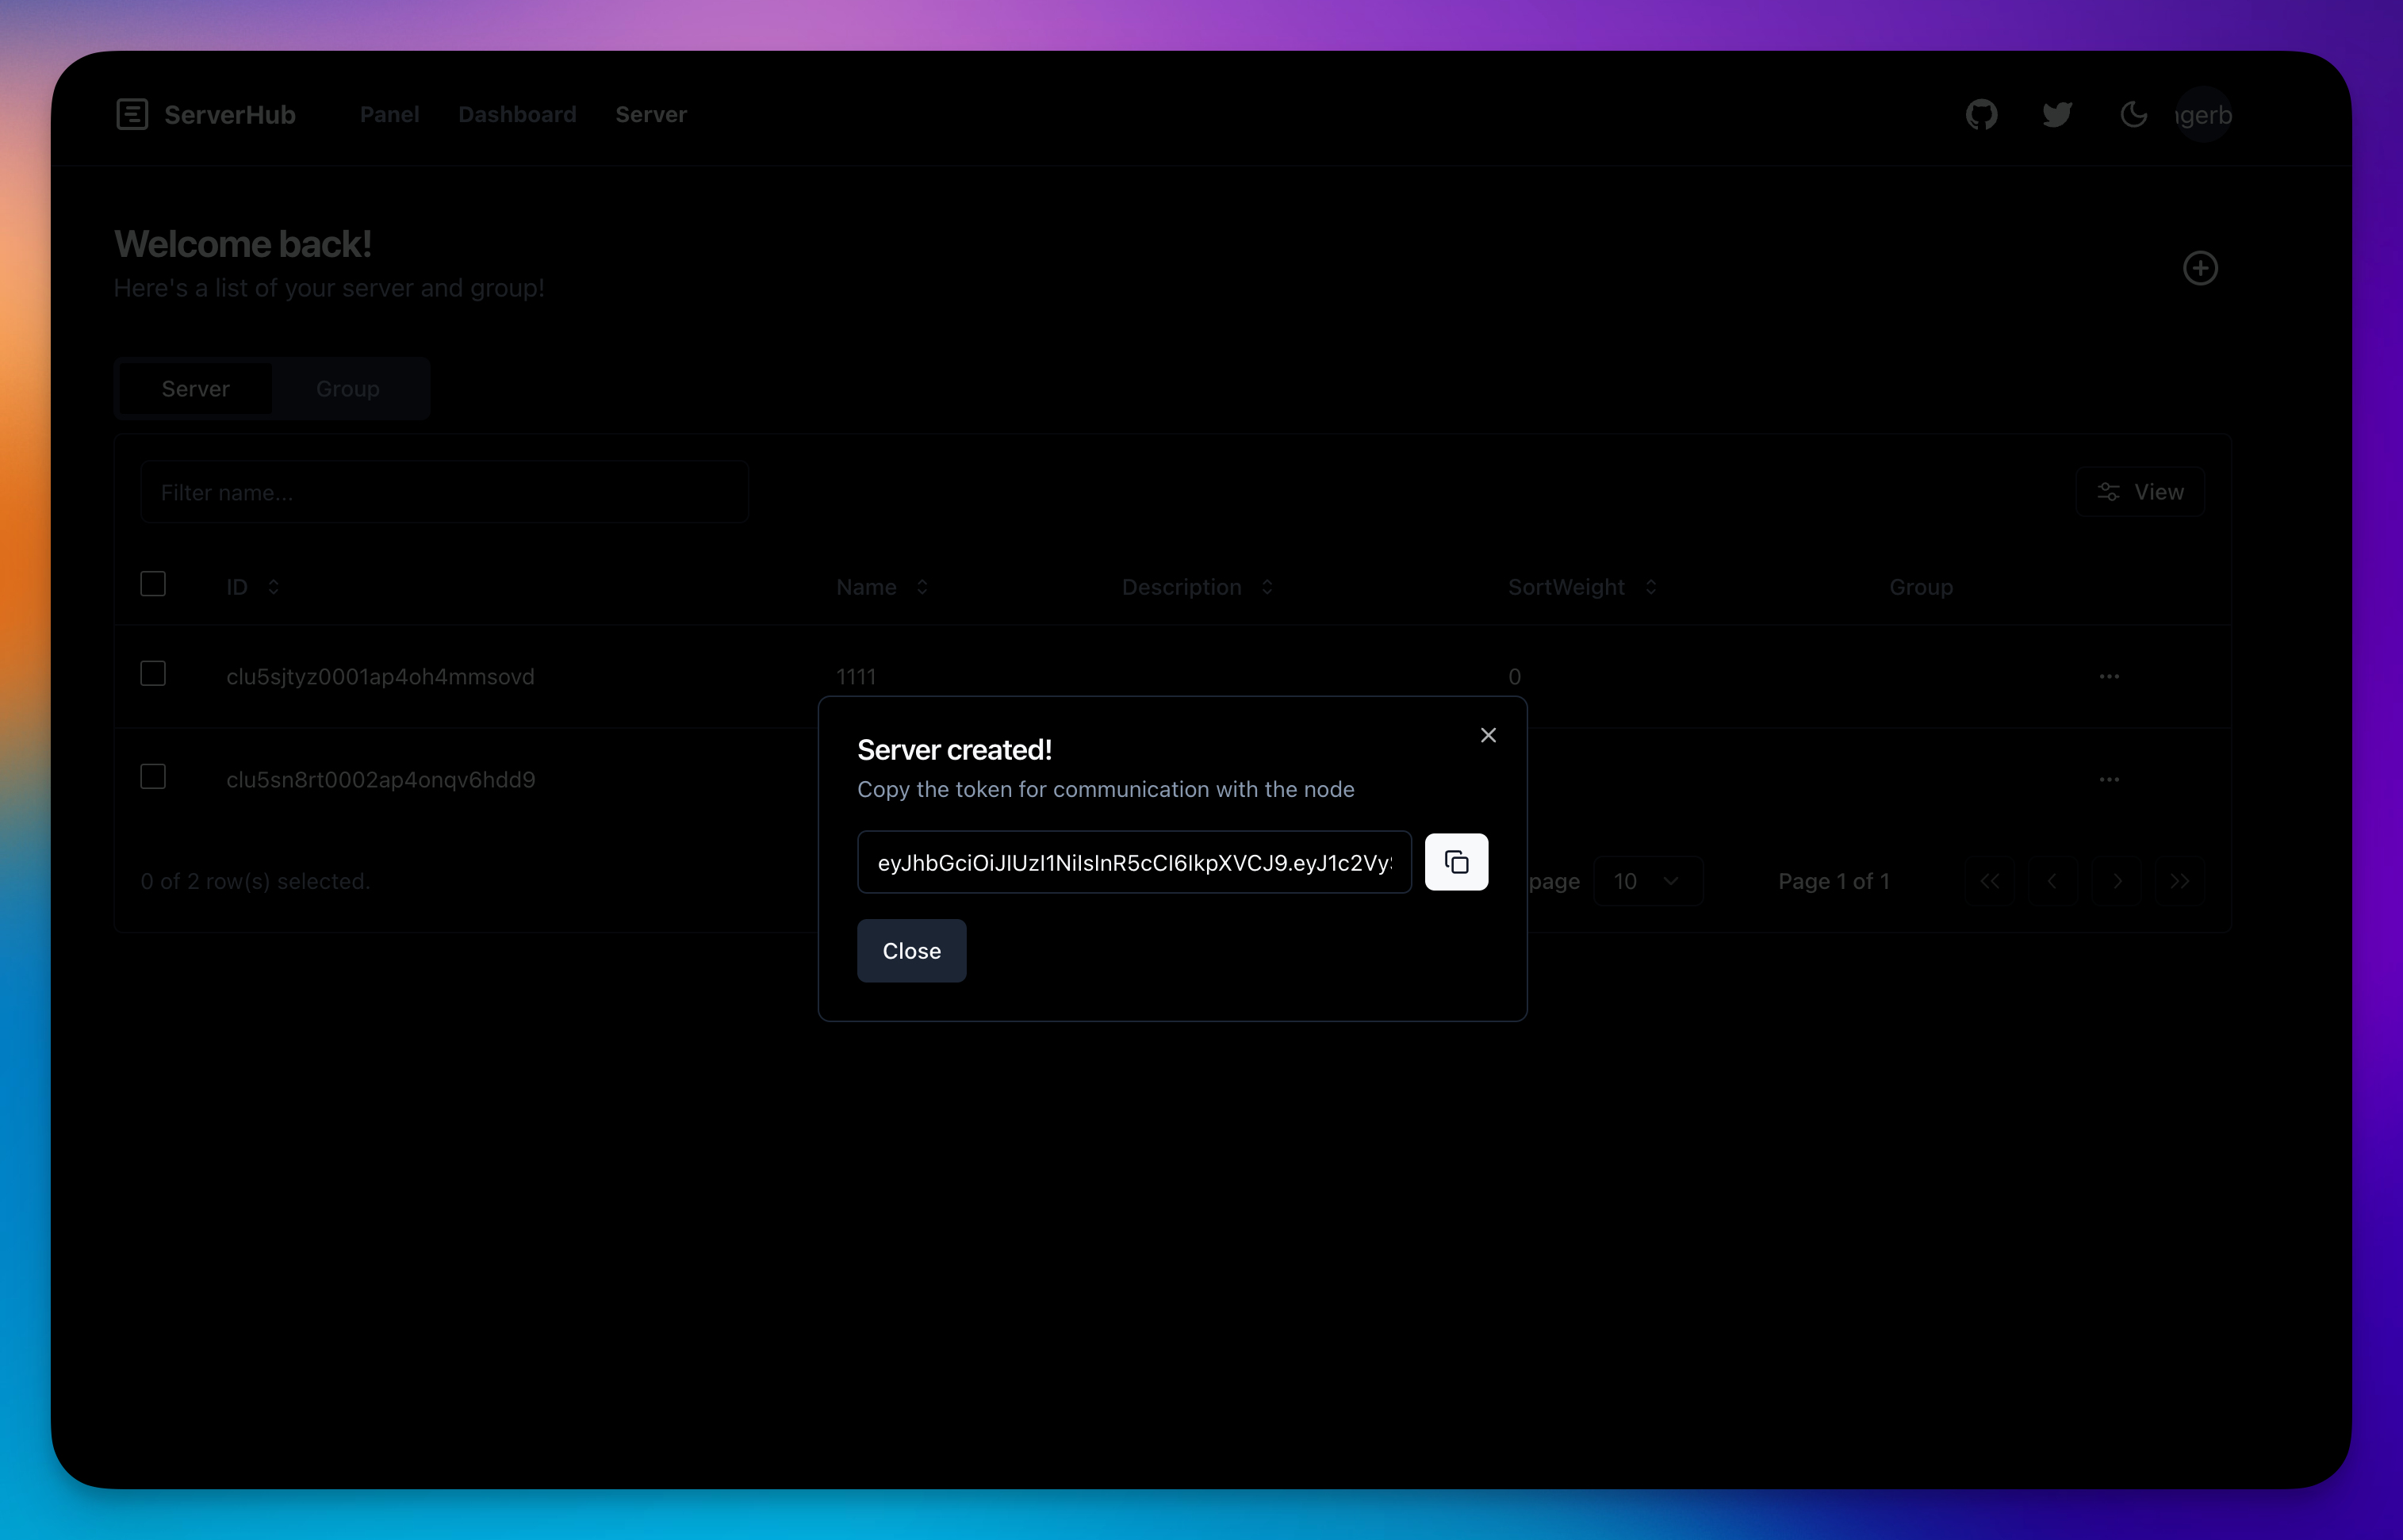 ServerHub Panel Dashboard Server gerb
Welcome back!
Here's a list of your server and group!
Server Group
Filter name...
View
ID Name Description SortWeight Group
clu5sjtyz0001ap4oh4mmsovd 1111 0
clu5sn8rt0002ap4onqv6hdd9
Server created!
Copy the token for communication with the node
eyJhbGciOiJIUzI1NiIsInR5cCI6IkpXVCJ9.eyJ1c2Vy
Close
0 of 2 row(s) selected.
page 10 Page 1 of 1